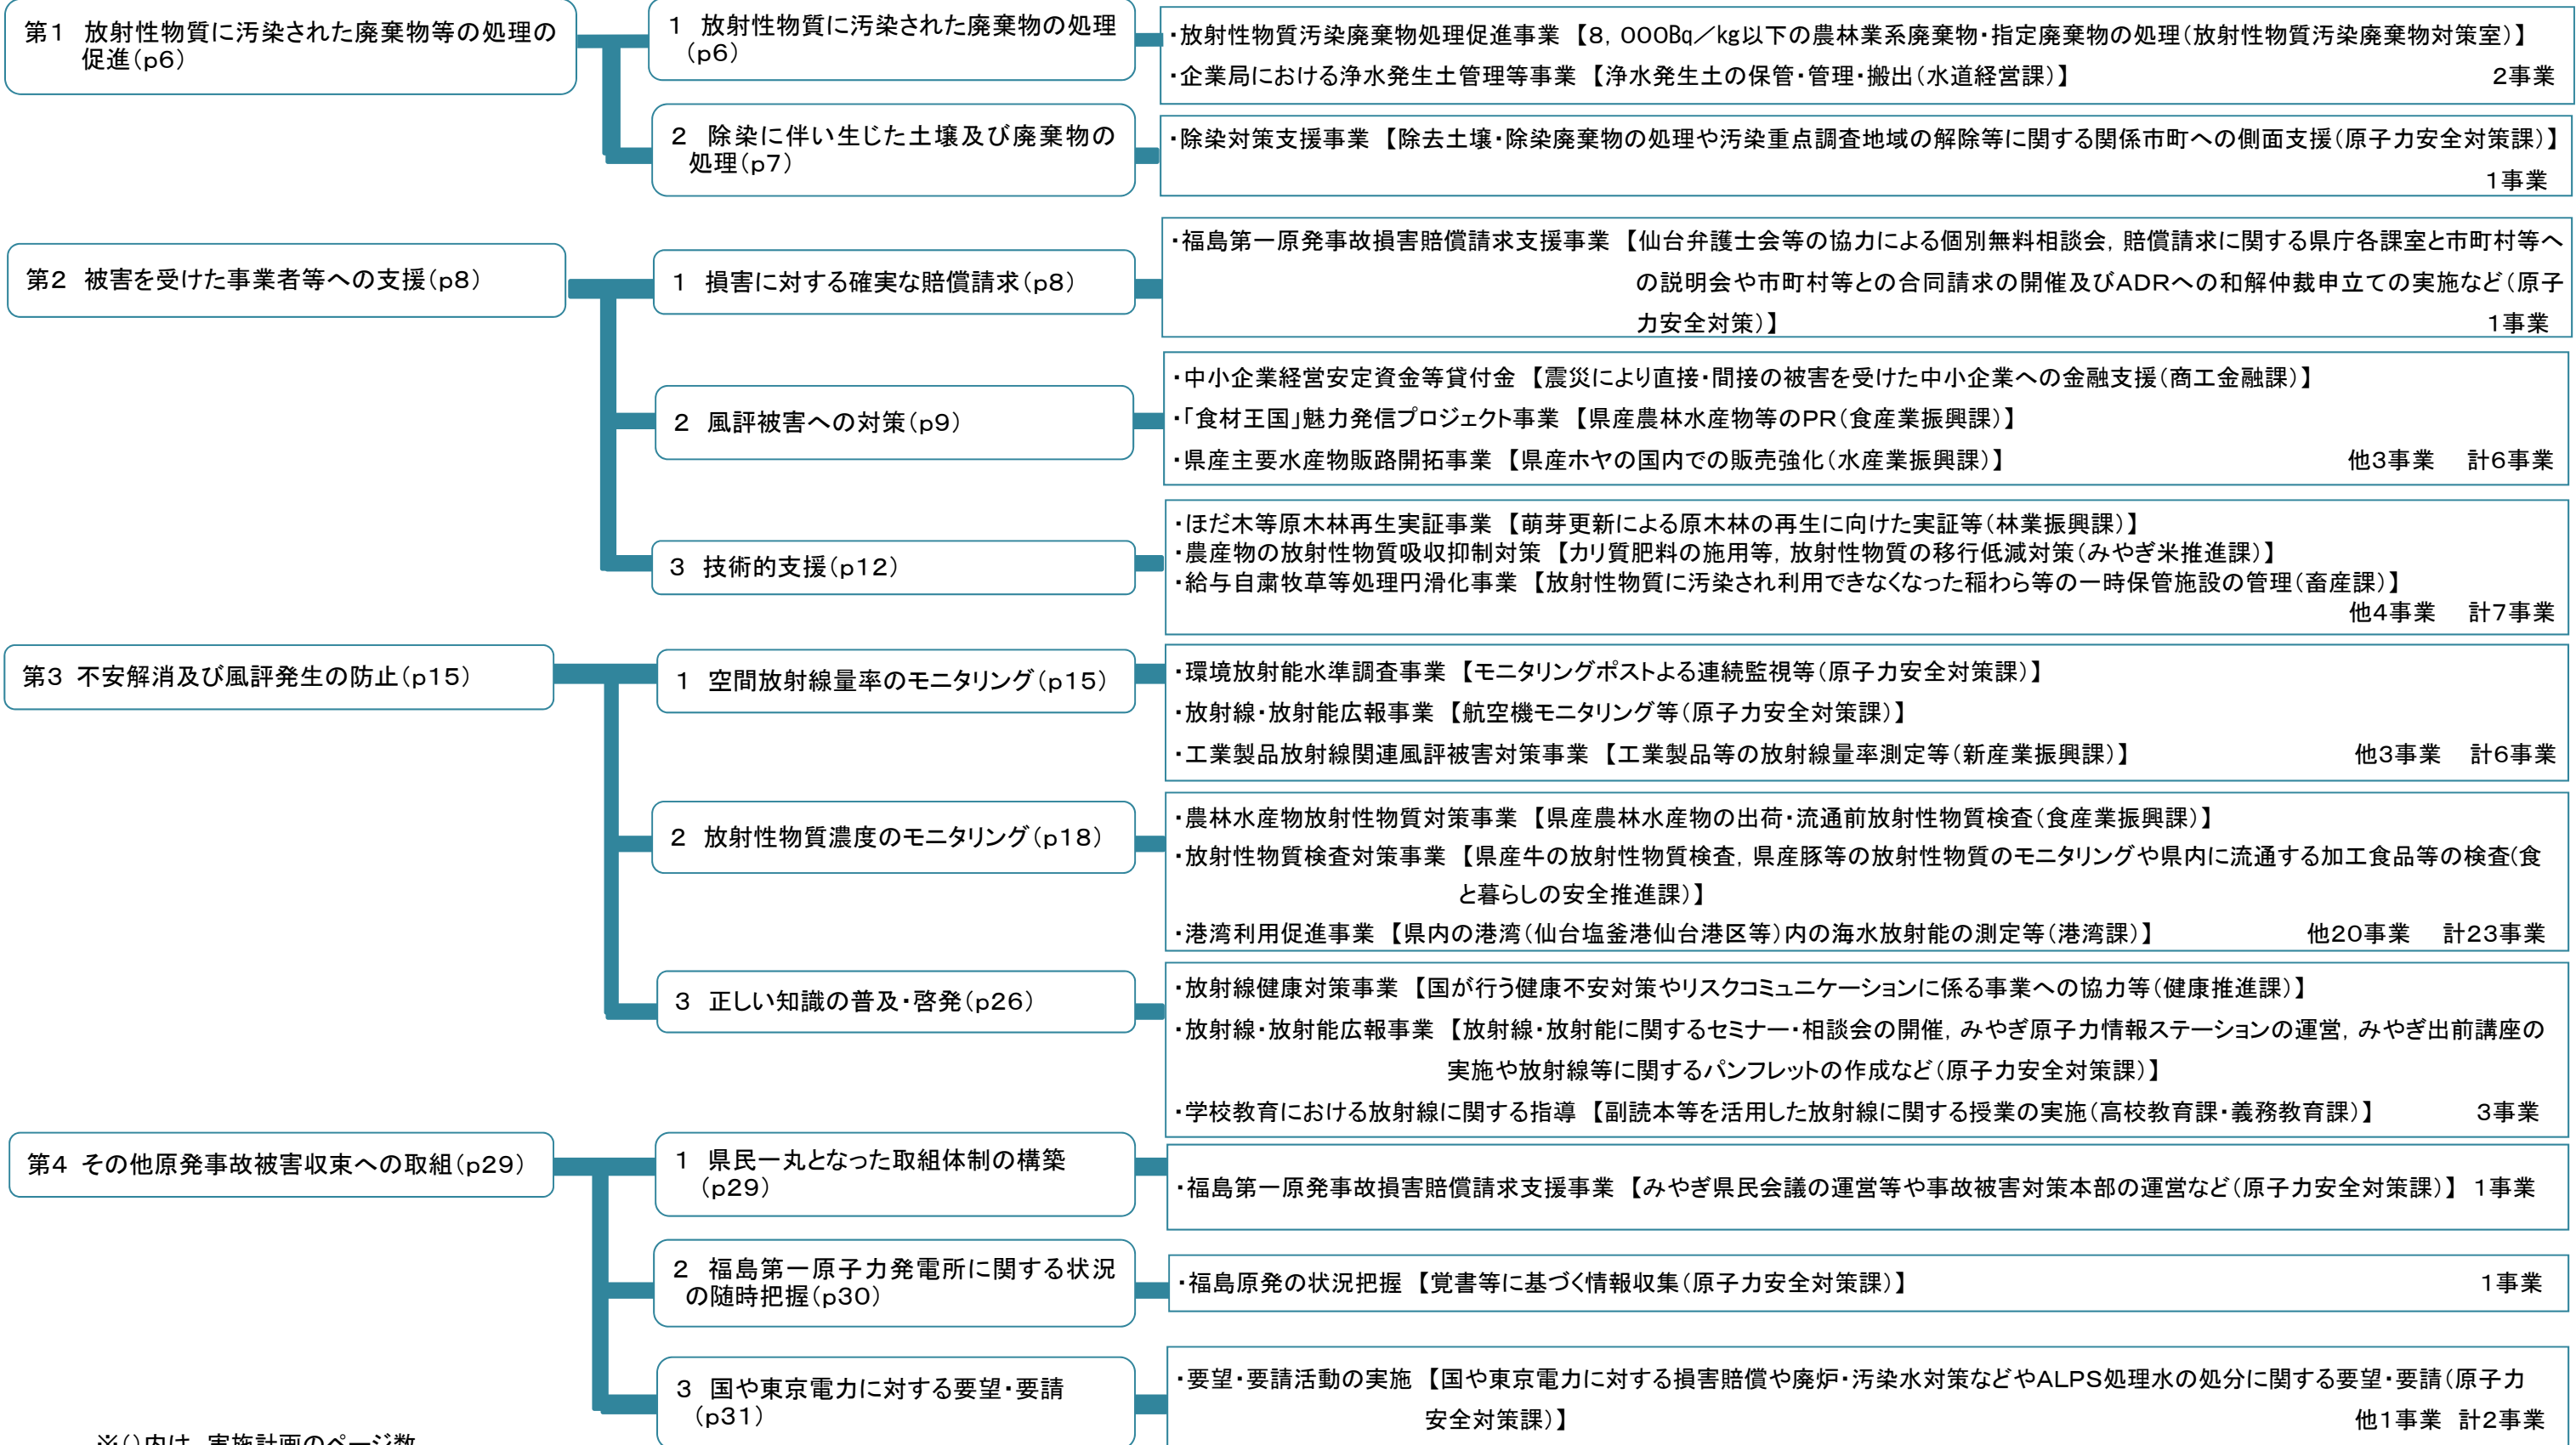 第1 放射性物質に汚染された廃棄物等の処理の
促進(p6)
1 放射性物質に汚染された廃棄物の処理
(p6)
・放射性物質汚染廃棄物処理促進事業 【8,000Bq/kg以下の農林業系廃棄物・指定廃棄物の処理(放射性物質汚染廃棄物対策室)】
・企業局における浄水発生土管理等事業 【浄水発生土の保管・管理・搬出(水道経営課)】 2事業
2 除染に伴い生じた土壌及び廃棄物の
処理(p7)
・除染対策支援事業 【除去土壌・除染廃棄物の処理や汚染重点調査地域の解除等に関する関係市町への側面支援(原子力安全対策課)】
1事業
第2 被害を受けた事業者等への支援(p8)
1 損害に対する確実な賠償請求(p8)
・福島第一原発事故損害賠償請求支援事業 【仙台弁護士会等の協力による個別無料相談会,賠償請求に関する県庁各課室と市町村等へ
の説明会や市町村等との合同請求の開催及びADRへの和解仲裁申立ての実施など(原子
力安全対策)】 1事業
2 風評被害への対策(p9)
・中小企業経営安定資金等貸付金 【震災により直接・間接の被害を受けた中小企業への金融支援(商工金融課)】
・「食材王国」魅力発信プロジェクト事業 【県産農林水産物等のPR(食産業振興課)】
・県産主要水産物販路開拓事業 【県産ホヤの国内での販売強化(水産業振興課)】 他3事業 計6事業
3 技術的支援(p12)
・ほだ木等原木林再生実証事業 【萌芽更新による原木林の再生に向けた実証等(林業振興課)】
・農産物の放射性物質吸収抑制対策 【カリ質肥料の施用等,放射性物質の移行低減対策(みやぎ米推進課)】
・給与自粛牧草等処理円滑化事業 【放射性物質に汚染され利用できなくなった稲わら等の一時保管施設の管理(畜産課)】
他4事業 計7事業
第3 不安解消及び風評発生の防止(p15)
1 空間放射線量率のモニタリング(p15)
・環境放射能水準調査事業 【モニタリングポストよる連続監視等(原子力安全対策課)】
・放射線・放射能広報事業 【航空機モニタリング等(原子力安全対策課)】
・工業製品放射線関連風評被害対策事業 【工業製品等の放射線量率測定等(新産業振興課)】 他3事業 計6事業
2 放射性物質濃度のモニタリング(p18)
・農林水産物放射性物質対策事業 【県産農林水産物の出荷・流通前放射性物質検査(食産業振興課)】
・放射性物質検査対策事業 【県産牛の放射性物質検査,県産豚等の放射性物質のモニタリングや県内に流通する加工食品等の検査(食
と暮らしの安全推進課)】
・港湾利用促進事業 【県内の港湾(仙台塩釜港仙台港区等)内の海水放射能の測定等(港湾課)】 他20事業 計23事業
3 正しい知識の普及・啓発(p26)
・放射線健康対策事業 【国が行う健康不安対策やリスクコミュニケーションに係る事業への協力等(健康推進課)】
・放射線・放射能広報事業 【放射線・放射能に関するセミナー・相談会の開催,みやぎ原子力情報ステーションの運営,みやぎ出前講座の
実施や放射線等に関するパンフレットの作成など(原子力安全対策課)】
・学校教育における放射線に関する指導 【副読本等を活用した放射線に関する授業の実施(高校教育課・義務教育課)】 3事業
第4 その他原発事故被害収束への取組(p29)
1 県民一丸となった取組体制の構築
(p29)
・福島第一原発事故損害賠償請求支援事業 【みやぎ県民会議の運営等や事故被害対策本部の運営など(原子力安全対策課)】 1事業
2 福島第一原子力発電所に関する状況
の随時把握(p30)
・福島原発の状況把握 【覚書等に基づく情報収集(原子力安全対策課)】 1事業
3 国や東京電力に対する要望・要請
(p31)
・要望・要請活動の実施 【国や東京電力に対する損害賠償や廃炉・汚染水対策などやALPS処理水の処分に関する要望・要請(原子力
安全対策課)】 他1事業 計2事業
※()内は,実施計画のページ数